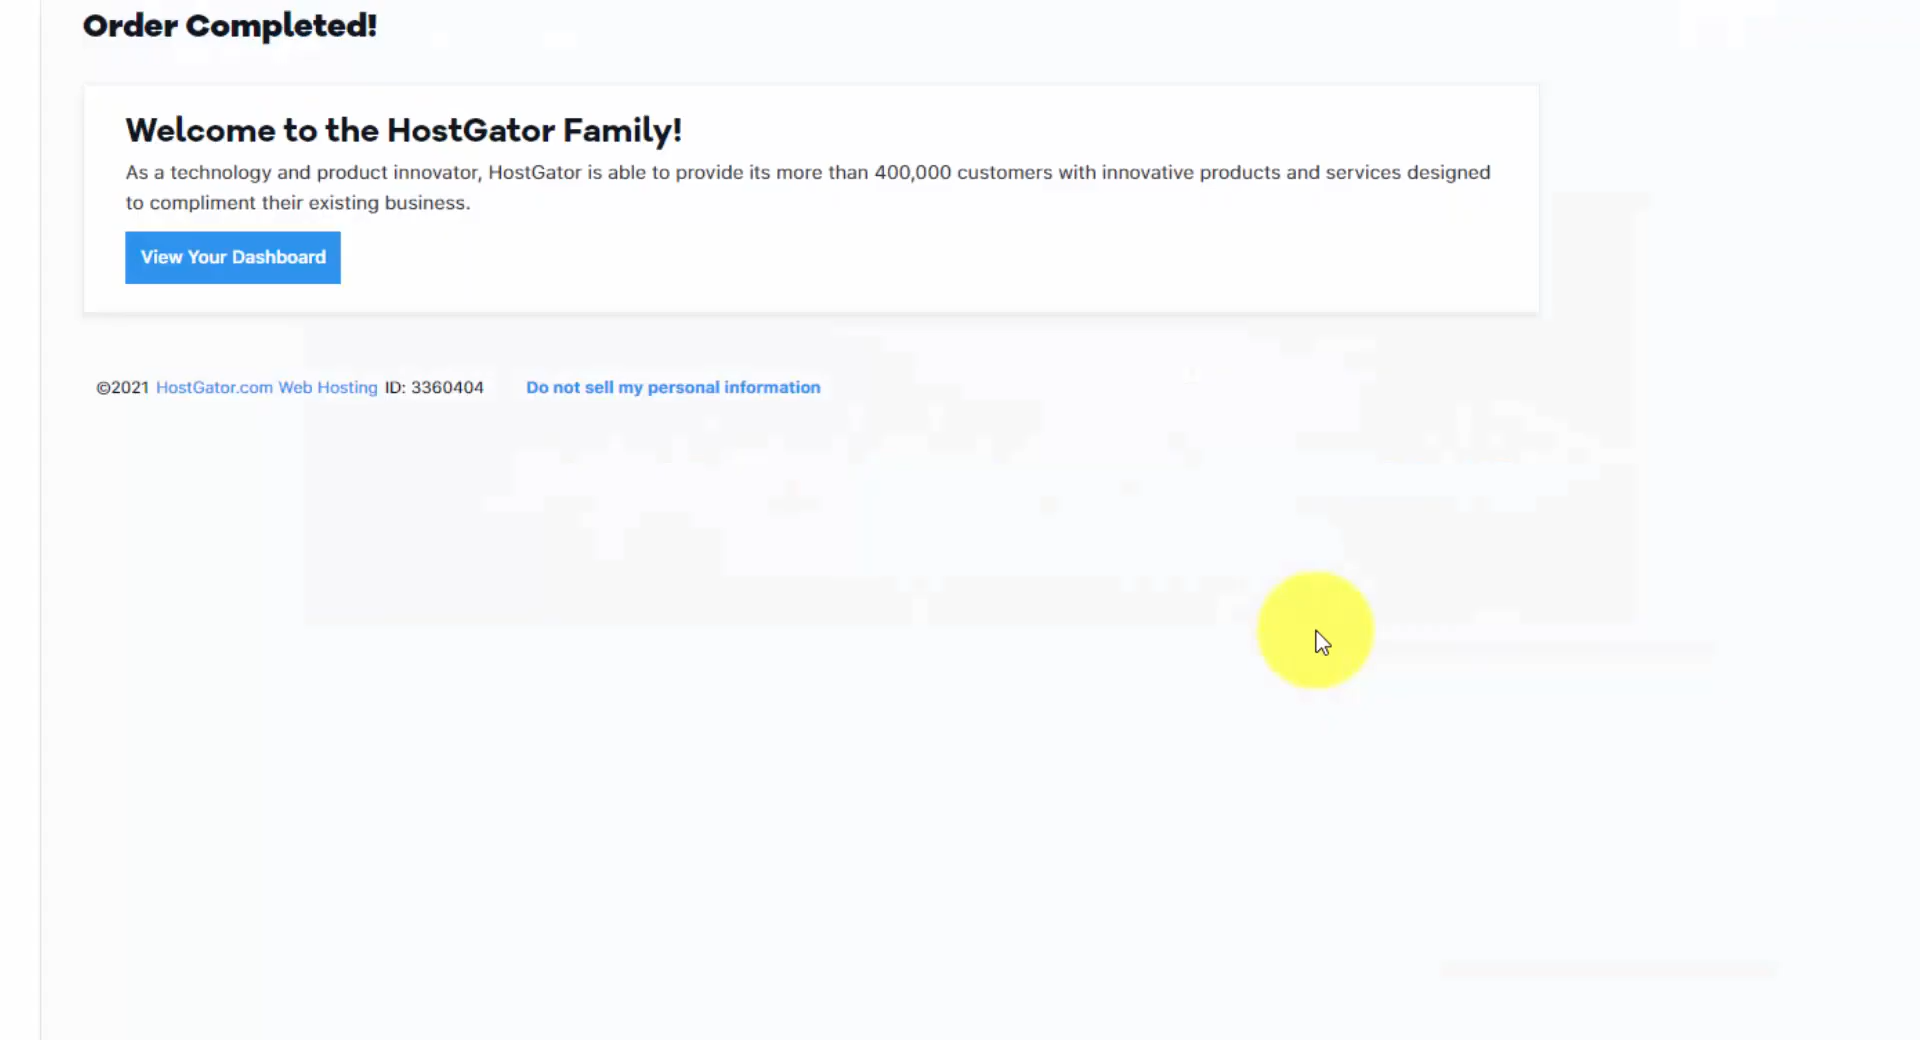 Order Completed!
Welcome to the HostGator Family!
As a technology and product innovator, HostGator is able to provide its more than 400,000 customers with innovative products and services designed
to compliment their existing business.
View Your Dashboard
©2021 HostGator.com Web Hosting ID: 3360404 Do not sell my personal information